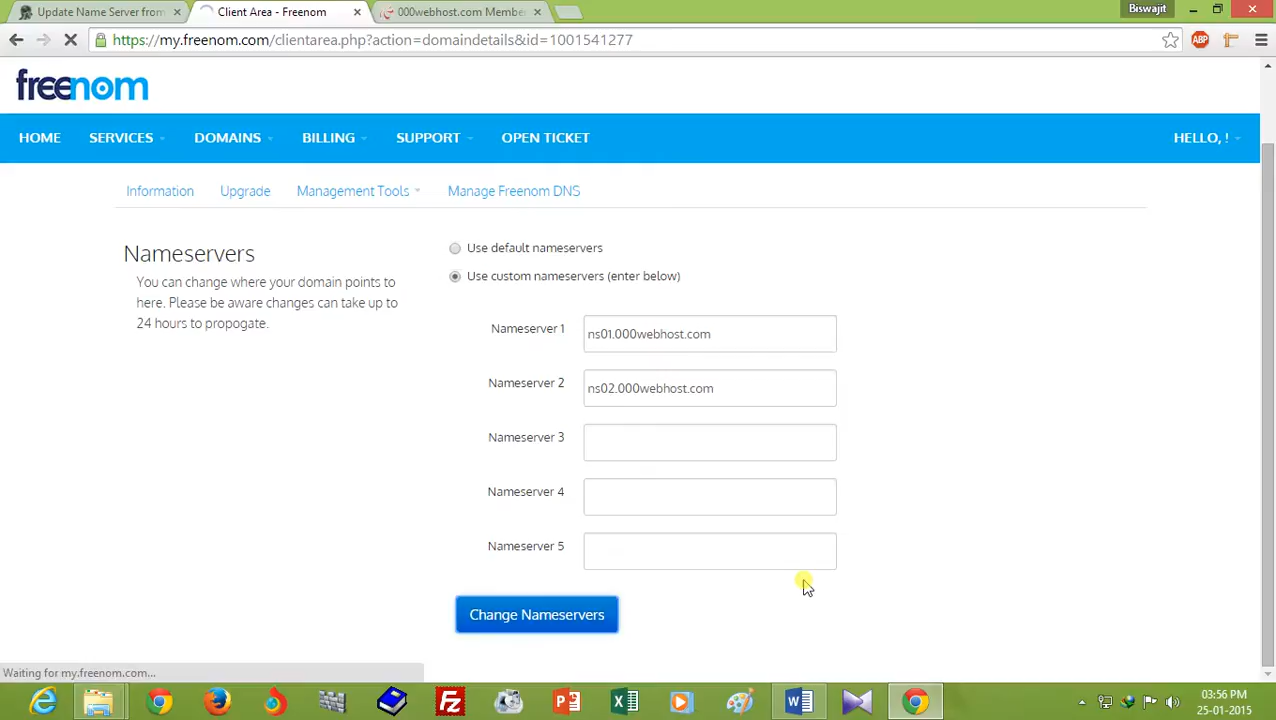 Update Name Server from
Client Area - Freenom
000webhost.com Membe
Biswajit
https://my.freenom.com/clientarea.php?action=domaindetails&id=1001541277
ABP
freenom
HOME SERVICES DOMAINS BILLING SUPPORT OPEN TICKET HELLO, !
Information Upgrade Management Tools Manage Freenom DNS
Nameservers
You can change where your domain points to
here. Please be aware changes can take up to
24 hours to propogate.
Use default nameservers
Use custom nameservers (enter below)
Nameserver 1 ns01.000webhost.com
Nameserver 2 ns02.000webhost.com
Nameserver 3
Nameserver 4
Nameserver 5
Change Nameservers
Waiting for my.freenom.com...
03:56 PM
25-01-2015